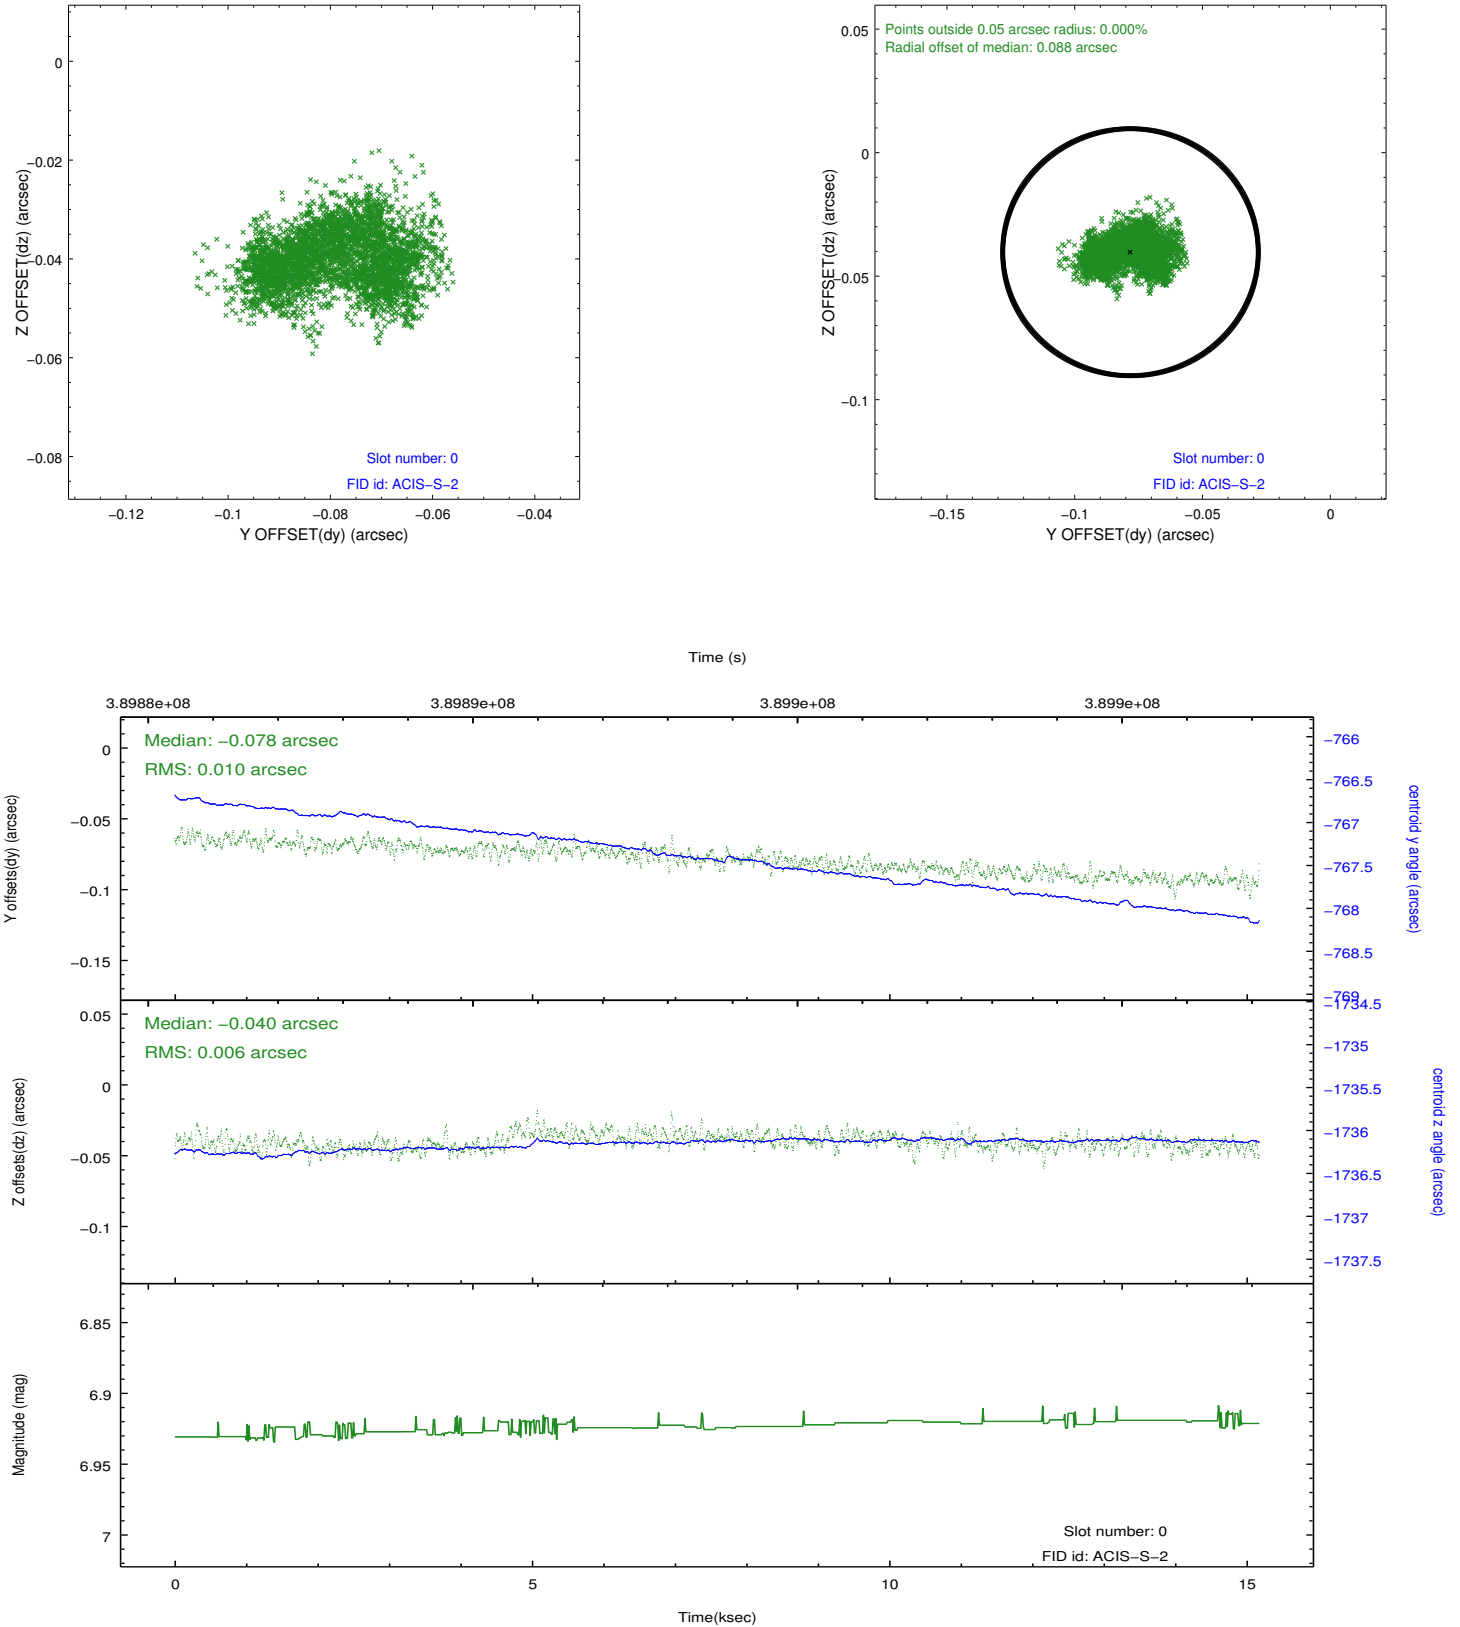 0
−0.02
−0.04
−0.06
−0.08
Z OFFSET(dz) (arcsec)
Slot number: 0
FID id: ACIS−S−2
−0.12
−0.1
−0.08
−0.06
−0.04
Y OFFSET(dy) (arcsec)
Points outside 0.05 arcsec radius: 0.000%
Radial offset of median: 0.088 arcsec
0.05
0
−0.05
−0.1
Z OFFSET(dz) (arcsec)
Slot number: 0
FID id: ACIS−S−2
−0.15
−0.1
−0.05
0
Y OFFSET(dy) (arcsec)
Time (s)
3.8988e+08
3.8989e+08
3.899e+08
3.899e+08
Median: −0.078 arcsec
RMS: 0.010 arcsec
0
−0.05
−0.1
−0.15
Y offsets(dy) (arcsec)
−766
−766.5
−767
−767.5
−768
−768.5
−769
centroid y angle (arcsec)
Median: −0.040 arcsec
RMS: 0.006 arcsec
0.05
0
−0.05
−0.1
Z offsets(dz) (arcsec)
−1734.5
−1735
−1735.5
−1736
−1736.5
−1737
−1737.5
centroid z angle (arcsec)
6.85
6.9
6.95
7
Magnitude (mag)
Slot number: 0
FID id: ACIS−S−2
0
5
10
15
Time(ksec)